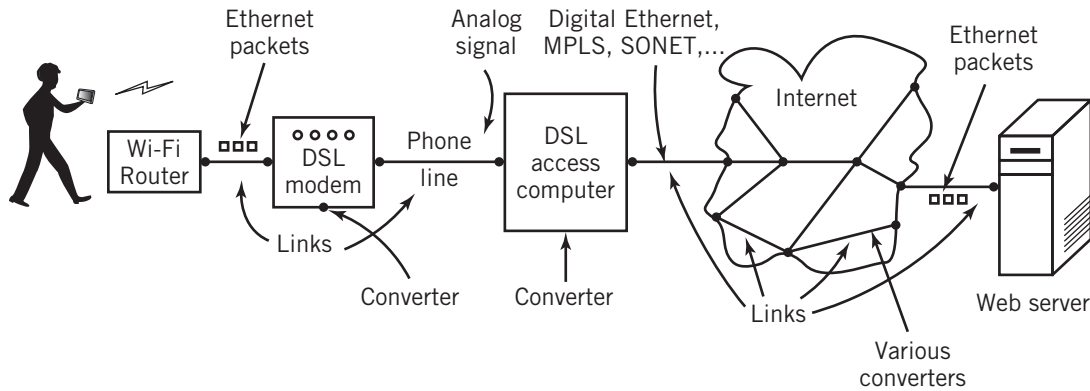 Ethernet
packets
Analog
signal
Digital Ethernet,
MPLS, SONET,...
Ethernet
packets
Internet
Wi-Fi
Router
DSL
modem
Phone
line
DSL
access
computer
Links
Converter
Converter
Links
Web server
Various
converters